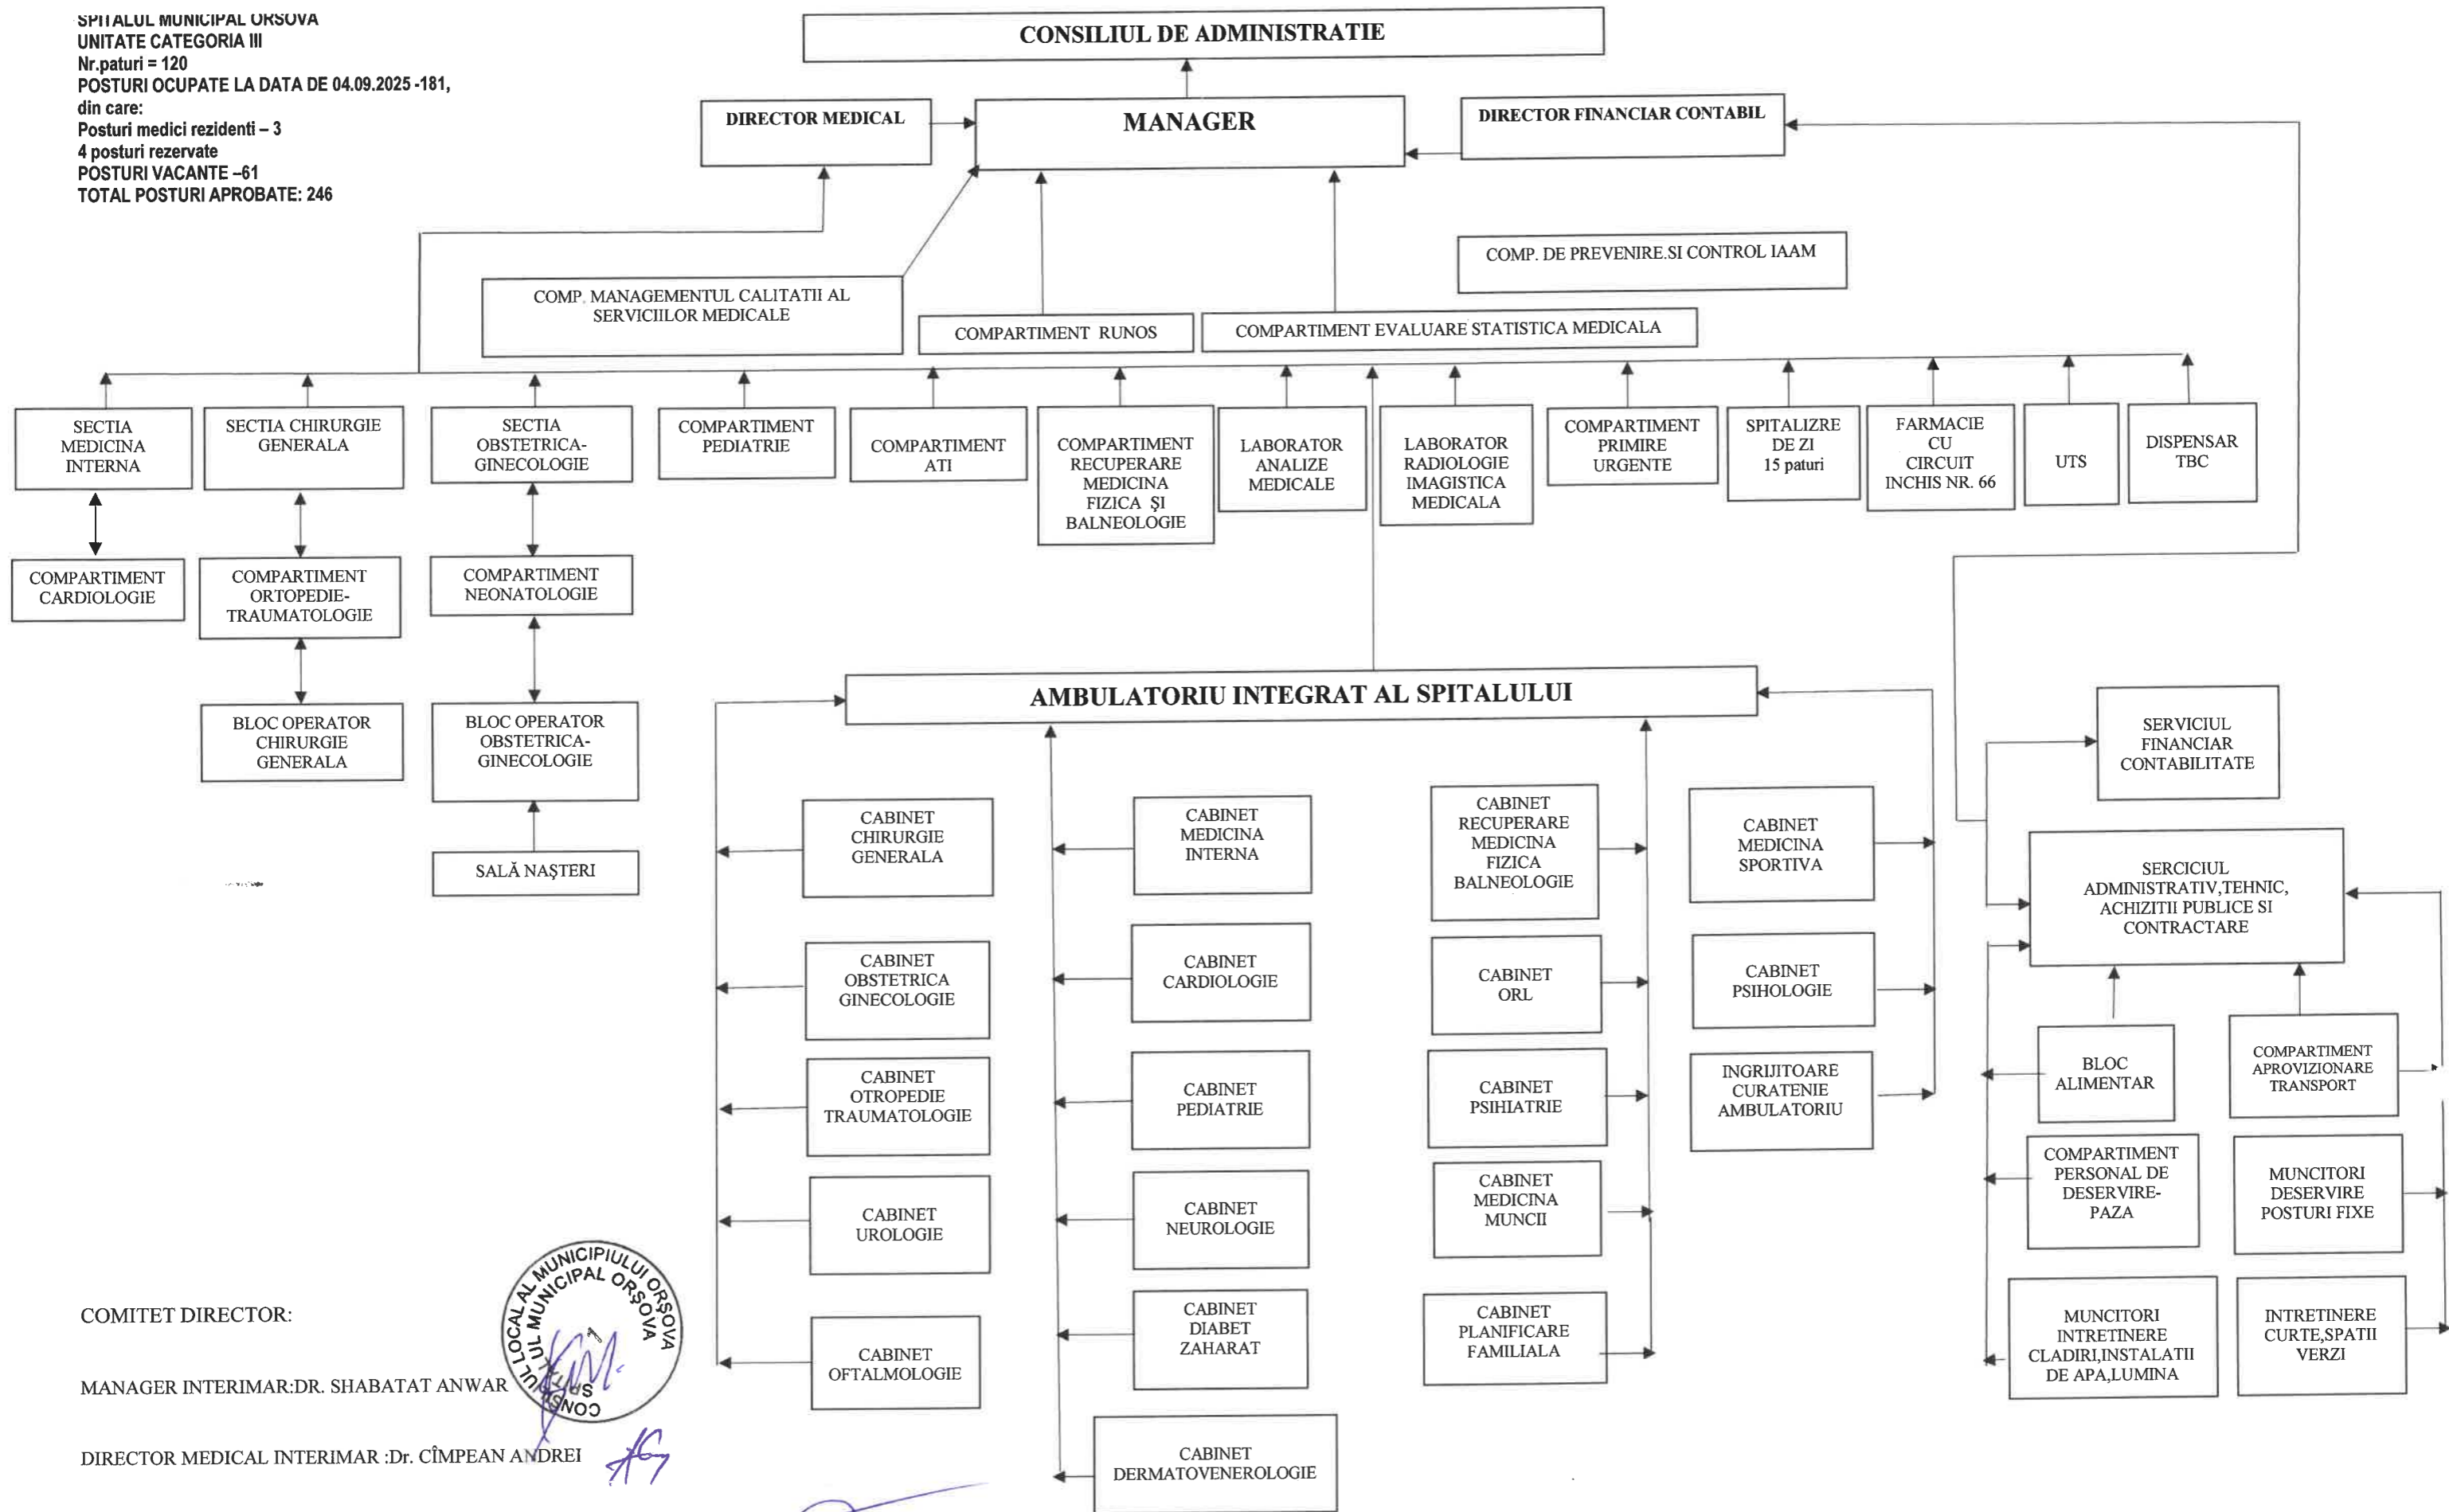 SPITALUL MUNICIPAL ORSOVA
UNITATE CATEGORIA III
Nr.paturi = 120
POSTURI OCUPATE LA DATA DE 04.09.2025 -181,
din care:
Posturi medici rezidenti – 3
4 posturi rezervate
POSTURI VACANTE –61
TOTAL POSTURI APROBATE: 246
CONSILIUL DE ADMINISTRATIE
DIRECTOR MEDICAL
MANAGER
DIRECTOR FINANCIAR CONTABIL
COMP. DE PREVENIRE.SI CONTROL IAAM
COMP. MANAGEMENTUL CALITATII AL
SERVICIILOR MEDICALE
COMPARTIMENT RUNOS
COMPARTIMENT EVALUARE STATISTICA MEDICALA
SECTIA
MEDICINA
INTERNA
SECTIA CHIRURGIE
GENERALA
SECTIA
OBSTETRICA-
GINECOLOGIE
COMPARTIMENT
PEDIATRIE
COMPARTIMENT
ATI
COMPARTIMENT
RECUPERARE
MEDICINA
FIZICA ŞI
BALNEOLOGIE
LABORATOR
ANALIZE
MEDICALE
LABORATOR
RADIOLOGIE
IMAGISTICA
MEDICALA
COMPARTIMENT
PRIMIRE
URGENTE
SPITALIZRE
DE ZI
15 paturi
FARMACIE
CU
CIRCUIT
INCHIS NR. 66
UTS
DISPENSAR
TBC
COMPARTIMENT
CARDIOLOGIE
COMPARTIMENT
ORTOPEDIE-
TRAUMATOLOGIE
COMPARTIMENT
NEONATOLOGIE
BLOC OPERATOR
CHIRURGIE
GENERALA
BLOC OPERATOR
OBSTETRICA-
GINECOLOGIE
SALĂ NAŞTERI
AMBULATORIU INTEGRAT AL SPITALULUI
CABINET
CHIRURGIE
GENERALA
CABINET
OBSTETRICA
GINECOLOGIE
CABINET
OTROPEDIE
TRAUMATOLOGIE
CABINET
UROLOGIE
CABINET
OFTALMOLOGIE
CABINET
MEDICINA
INTERNA
CABINET
CARDIOLOGIE
CABINET
PEDIATRIE
CABINET
NEUROLOGIE
CABINET
DIABET
ZAHARAT
CABINET
DERMATOVENEROLOGIE
CABINET
RECUPERARE
MEDICINA
FIZICA
BALNEOLOGIE
CABINET
ORL
CABINET
PSIHIATRIE
CABINET
MEDICINA
MUNCII
CABINET
PLANIFICARE
FAMILIALA
CABINET
MEDICINA
SPORTIVA
CABINET
PSIHOLOGIE
INGRIJITOARE
CURATENIE
AMBULATORIU
SERVICIUL
FINANCIAR
CONTABILITATE
SERCICIUL
ADMINISTRATIV,TEHNIC,
ACHIZITII PUBLICE SI
CONTRACTARE
BLOC
ALIMENTAR
COMPARTIMENT
APROVIZIONARE
TRANSPORT
COMPARTIMENT
PERSONAL DE
DESERVIRE-
PAZA
MUNCITORI
DESERVIRE
POSTURI FIXE
MUNCITORI
INTRETINERE
CLADIRI,INSTALATII
DE APA,LUMINA
INTRETINERE
CURTE,SPATII
VERZI
COMITET DIRECTOR:
MANAGER INTERIMAR:DR. SHABATAT ANWAR
DIRECTOR MEDICAL INTERIMAR :Dr. CÎMPEAN ANDREI
CONSILIUL LOCAL AL MUNICIPIULUI ORŞOVA
SPITALUL MUNICIPAL ORŞOVA